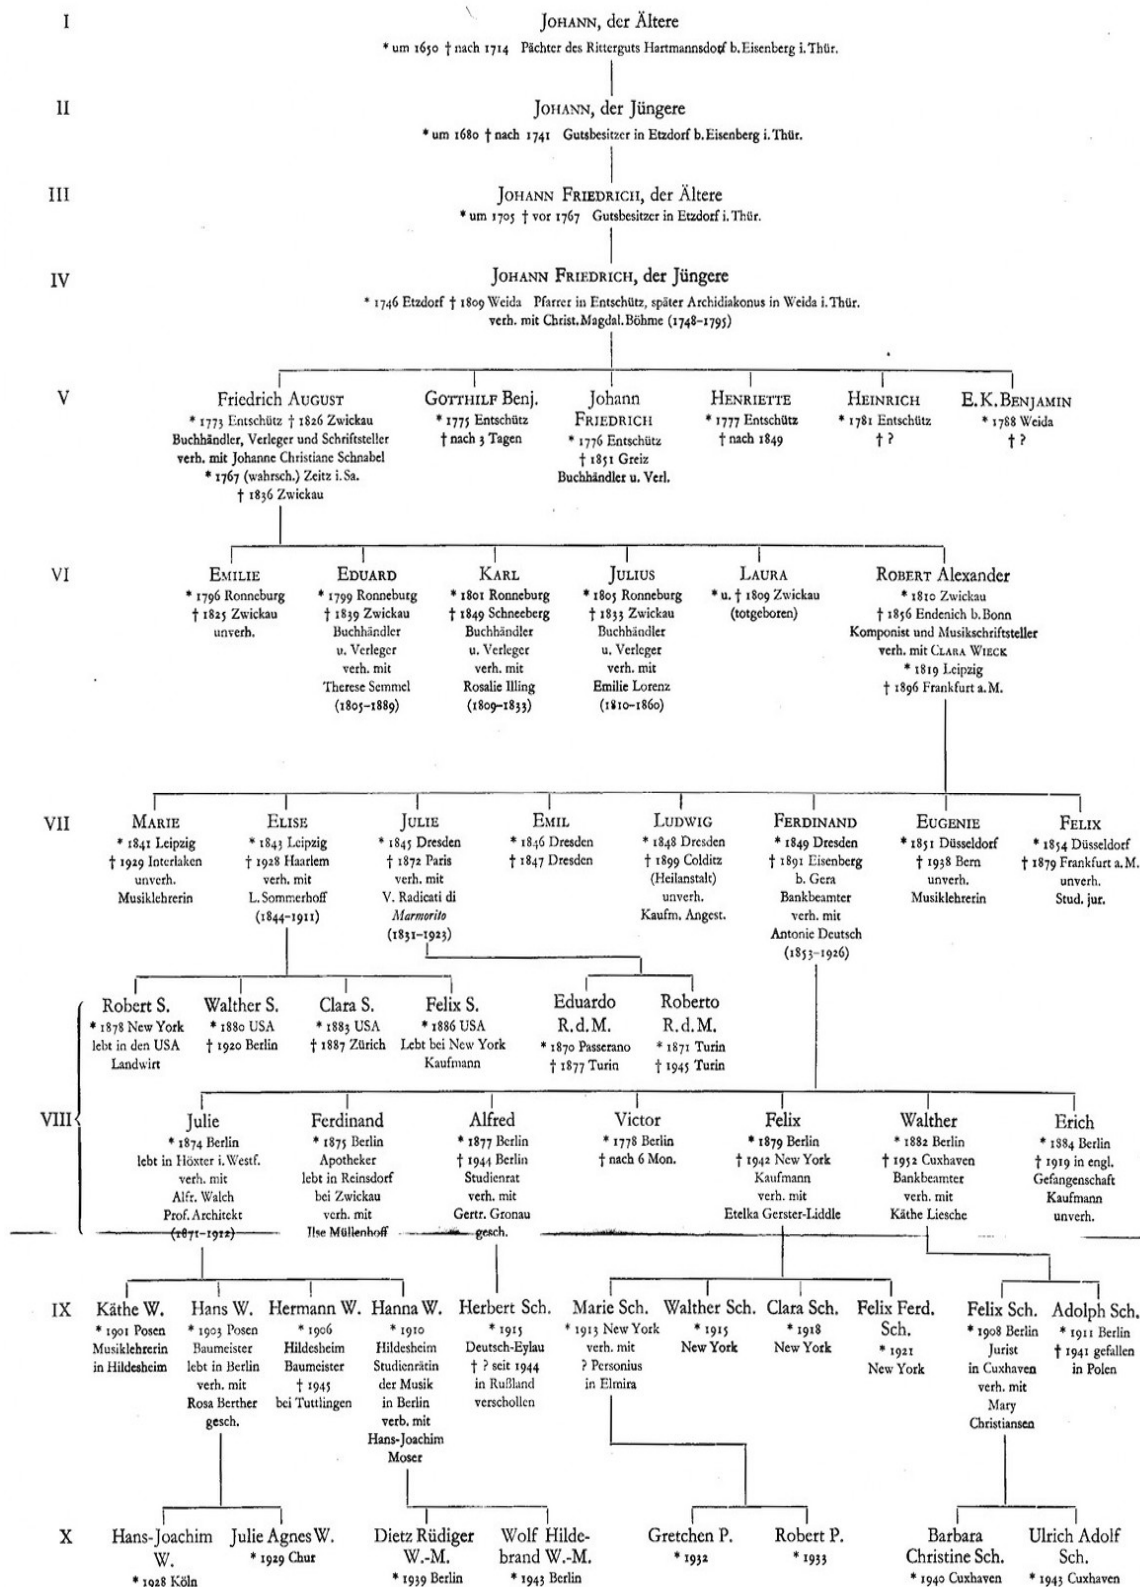 I
JOHANN, der Ältere
* um 1650 † nach 1714 Pächter des Ritterguts Hartmannsdorf b. Eisenberg i. Thür.
II
JOHANN, der Jüngere
* um 1680 † nach 1741 Gutsbesitzer in Etzdorf b. Eisenberg i. Thür.
III
JOHANN FRIEDRICH, der Ältere
* um 1705 † vor 1767 Gutsbesitzer in Etzdorf i. Thür.
IV
JOHANN FRIEDRICH, der Jüngere
* 1746 Etzdorf † 1809 Weida Pfarrer in Entschütz, später Archidiakonus in Weida i. Thür.
verh. mit Christ. Magdal. Böhme (1748–1795)
V
Friedrich AUGUST
* 1773 Entschütz † 1826 Zwickau
Buchhändler, Verleger und Schriftsteller
verh. mit Johanne Christiane Schnabel
* 1767 (wahrsch.) Zeitz i. Sa.
† 1836 Zwickau
GOTTHILF Benj.
* 1775 Entschütz
† nach 3 Tagen
Johann
FRIEDRICH
* 1776 Entschütz
† 1851 Greiz
Buchhändler u. Verl.
HENRIETTE
* 1777 Entschütz
† nach 1849
HEINRICH
* 1781 Entschütz
† ?
E. K. BENJAMIN
* 1788 Weida
† ?
VI
EMILIE
* 1796 Ronneburg
† 1825 Zwickau
unverh.
EDUARD
* 1799 Ronneburg
† 1839 Zwickau
Buchhändler
u. Verleger
verh. mit
Therese Semmel
(1805–1889)
KARL
* 1801 Ronneburg
† 1849 Schneeberg
Buchhändler
u. Verleger
verh. mit
Rosalie Illing
(1809–1833)
JULIUS
* 1805 Ronneburg
† 1833 Zwickau
Buchhändler
u. Verleger
verh. mit
Emilie Lorenz
(1810–1860)
LAURA
* u. † 1809 Zwickau
(totgeboren)
ROBERT Alexander
* 1810 Zwickau
† 1856 Endenich b. Bonn
Komponist und Musikschriftsteller
verh. mit CLARA WIECK
* 1819 Leipzig
† 1896 Frankfurt a. M.
VII
MARIE
* 1841 Leipzig
† 1929 Interlaken
unverh.
Musiklehrerin
ELISE
* 1843 Leipzig
† 1928 Haarlem
verh. mit
L. Sommerhoff
(1844–1911)
JULIE
* 1845 Dresden
† 1872 Paris
verh. mit
V. Radicati di
Marmorito
(1831–1923)
EMIL
* 1846 Dresden
† 1847 Dresden
LUDWIG
* 1848 Dresden
† 1899 Colditz
(Heilanstalt)
unverh.
Kaufm. Angest.
FERDINAND
* 1849 Dresden
† 1891 Eisenberg
b. Gera
Bankbeamter
verh. mit
Antonie Deutsch
(1853–1926)
EUGENIE
* 1851 Düsseldorf
† 1938 Bern
unverh.
Musiklehrerin
FELIX
* 1854 Düsseldorf
† 1879 Frankfurt a. M.
unverh.
Stud. jur.
VIII
Robert S.
* 1878 New York
lebt in den USA
Landwirt
Walther S.
* 1880 USA
† 1920 Berlin
Clara S.
* 1883 USA
† 1887 Zürich
Felix S.
* 1886 USA
Lebt bei New York
Kaufmann
Eduardo
R. d. M.
* 1870 Passerano
† 1877 Turin
Roberto
R. d. M.
* 1871 Turin
† 1945 Turin
Julie
* 1874 Berlin
lebt in Höxter i. Westf.
verh. mit
Alfr. Walch
Prof. Architekt
(1871–1912)
Ferdinand
* 1875 Berlin
Apotheker
lebt in Reinsdorf
bei Zwickau
verh. mit
Ilse Müllenhoff
Alfred
* 1877 Berlin
† 1944 Berlin
Studienrat
verh. mit
Gertr. Gronau
gesch.
Victor
* 1778 Berlin
† nach 6 Mon.
Felix
* 1879 Berlin
† 1942 New York
Kaufmann
verh. mit
Etelka Gerster-Liddle
Walther
* 1882 Berlin
† 1952 Cuxhaven
Bankbeamter
verh. mit
Käthe Liesche
Erich
* 1884 Berlin
† 1919 in engl.
Gefangenschaft
Kaufmann
unverh.
IX
Käthe W.
* 1901 Posen
Musiklehrerin
in Hildesheim
Hans W.
* 1903 Posen
Baumeister
lebt in Berlin
verh. mit
Rosa Berther
gesch.
Hermann W.
* 1906
Hildesheim
Baumeister
† 1945
bei Tuttlingen
Hanna W.
* 1910
Hildesheim
Studienrätin
der Musik
in Berlin
verb. mit
Hans-Joachim
Moser
Herbert Sch.
* 1915
Deutsch-Eylau
† ? seit 1944
in Rußland
verschollen
Marie Sch.
* 1913 New York
verh. mit
? Personius
in Elmira
Walther Sch.
* 1915
New York
Clara Sch.
* 1918
New York
Felix Ferd.
Sch.
* 1921
New York
Felix Sch.
* 1908 Berlin
Jurist
in Cuxhaven
verh. mit
Mary
Christiansen
Adolph Sch.
* 1911 Berlin
† 1941 gefallen
in Polen
X
Hans-Joachim
W.
* 1928 Köln
Julie Agnes W.
* 1929 Chur
Dietz Rüdiger
W.-M.
* 1939 Berlin
Wolf Hilde-
brand W.-M.
* 1943 Berlin
Gretchen P.
* 1932
Robert P.
* 1933
Barbara
Christine Sch.
* 1940 Cuxhaven
Ulrich Adolf
Sch.
* 1943 Cuxhaven